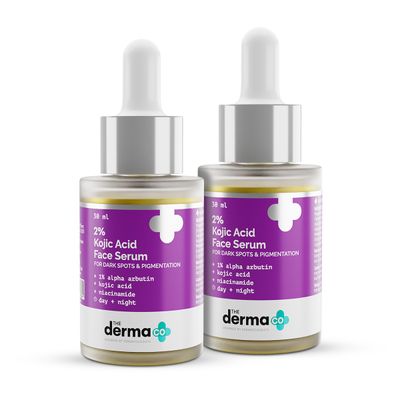 30 ml
2%
Kojic Acid
Face Serum
FOR DARK SPOTS & PIGMENTATION
+ 1% alpha arbutin
+ kojic acid
+ niacinamide
day + night
THE
derma co
30 ml
2%
Kojic Acid
Face Serum
FOR DARK SPOTS & PIGMENTATION
+ 1% alpha arbutin
+ kojic acid
+ niacinamide
day + night
THE
derma co